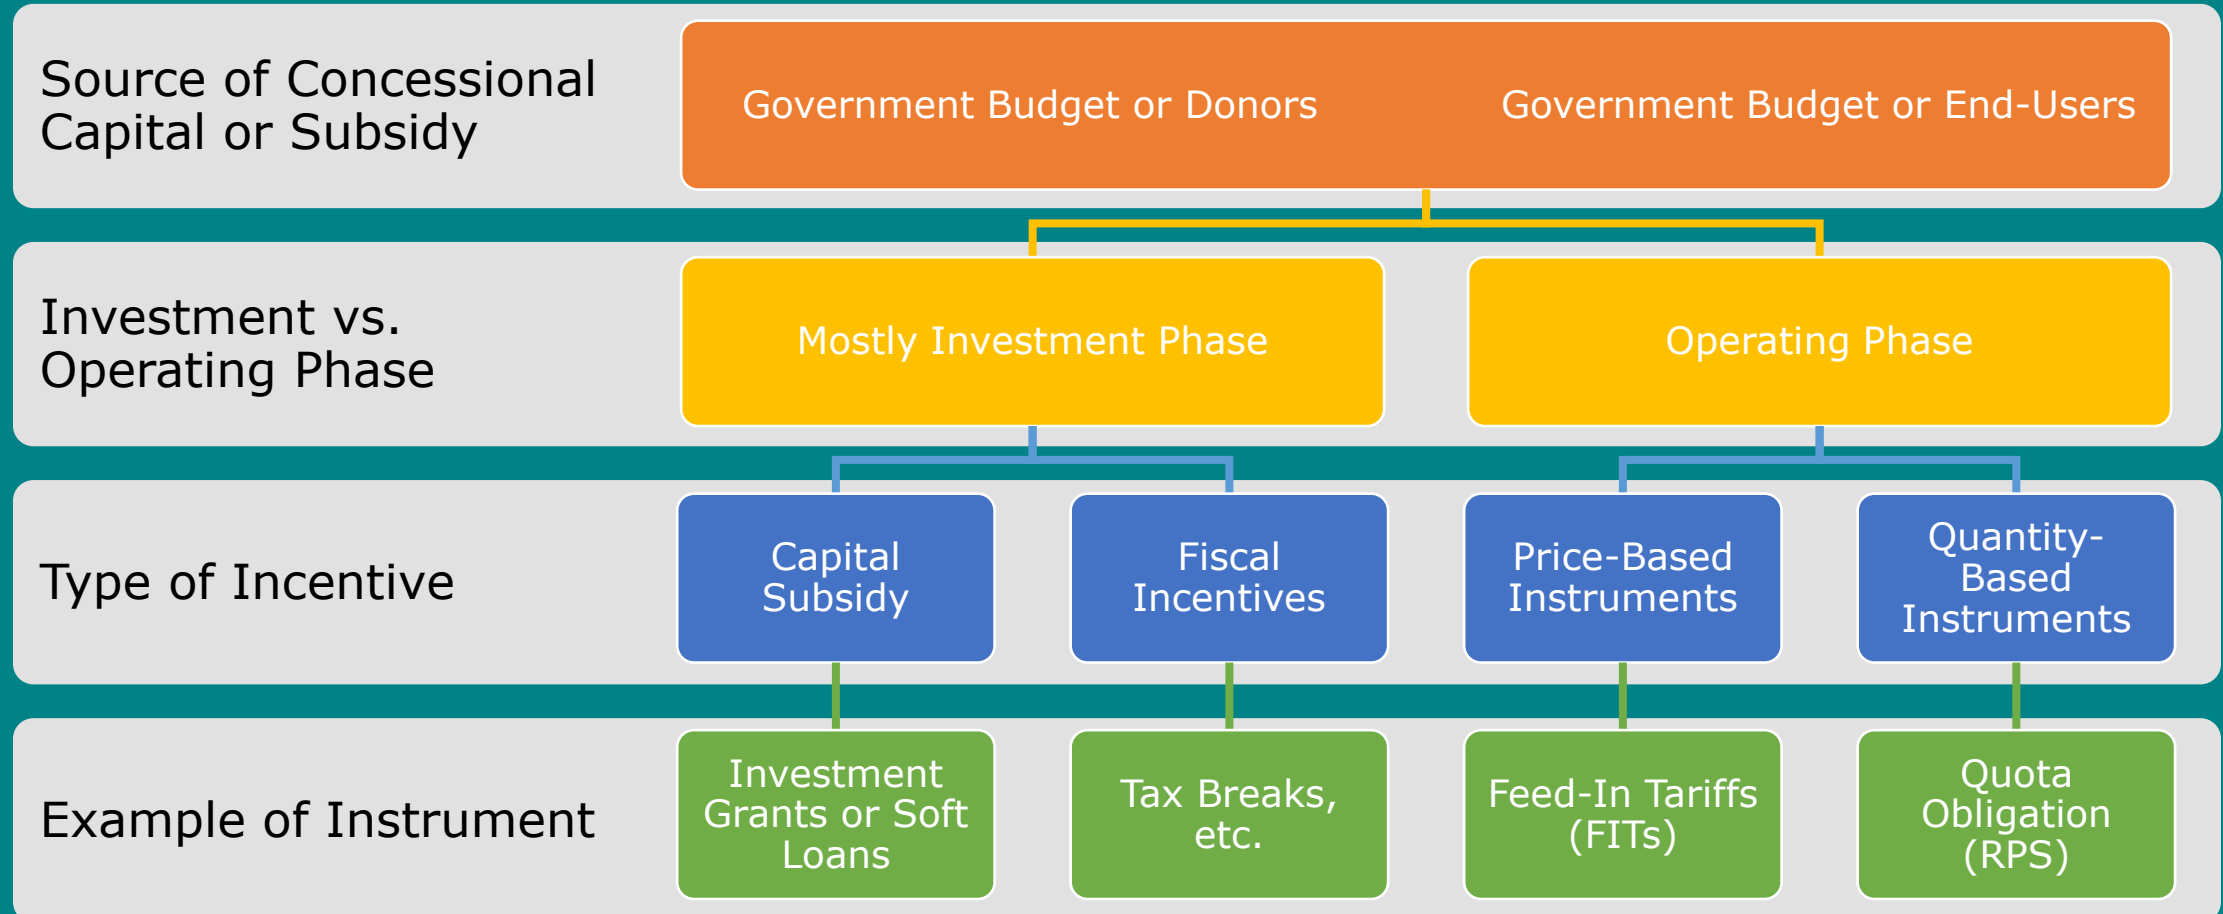 Source of Concessional
Capital or Subsidy
Government Budget or Donors
Government Budget or End-Users
Investment vs.
Operating Phase
Mostly Investment Phase
Operating Phase
Type of Incentive
Capital
Subsidy
Fiscal
Incentives
Price-Based
Instruments
Quantity-
Based
Instruments
Example of Instrument
Investment
Grants or Soft
Loans
Tax Breaks,
etc.
Feed-In Tariffs
(FITs)
Quota
Obligation
(RPS)